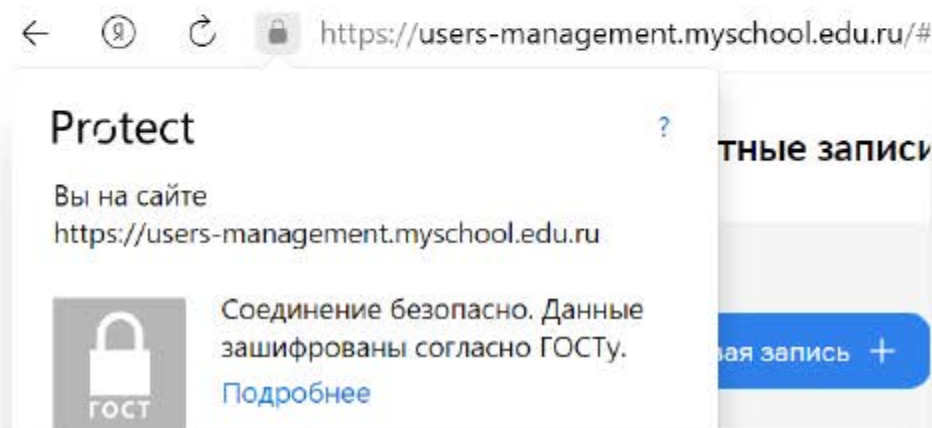 Я https://users-management.myschool.edu.ru/#
Protect ?
Вы на сайте
https://users-management.myschool.edu.ru
тные записи
Соединение безопасно. Данные
зашифрованы согласно ГОСТу.
Подробнее
ГОСТ
вая запись +